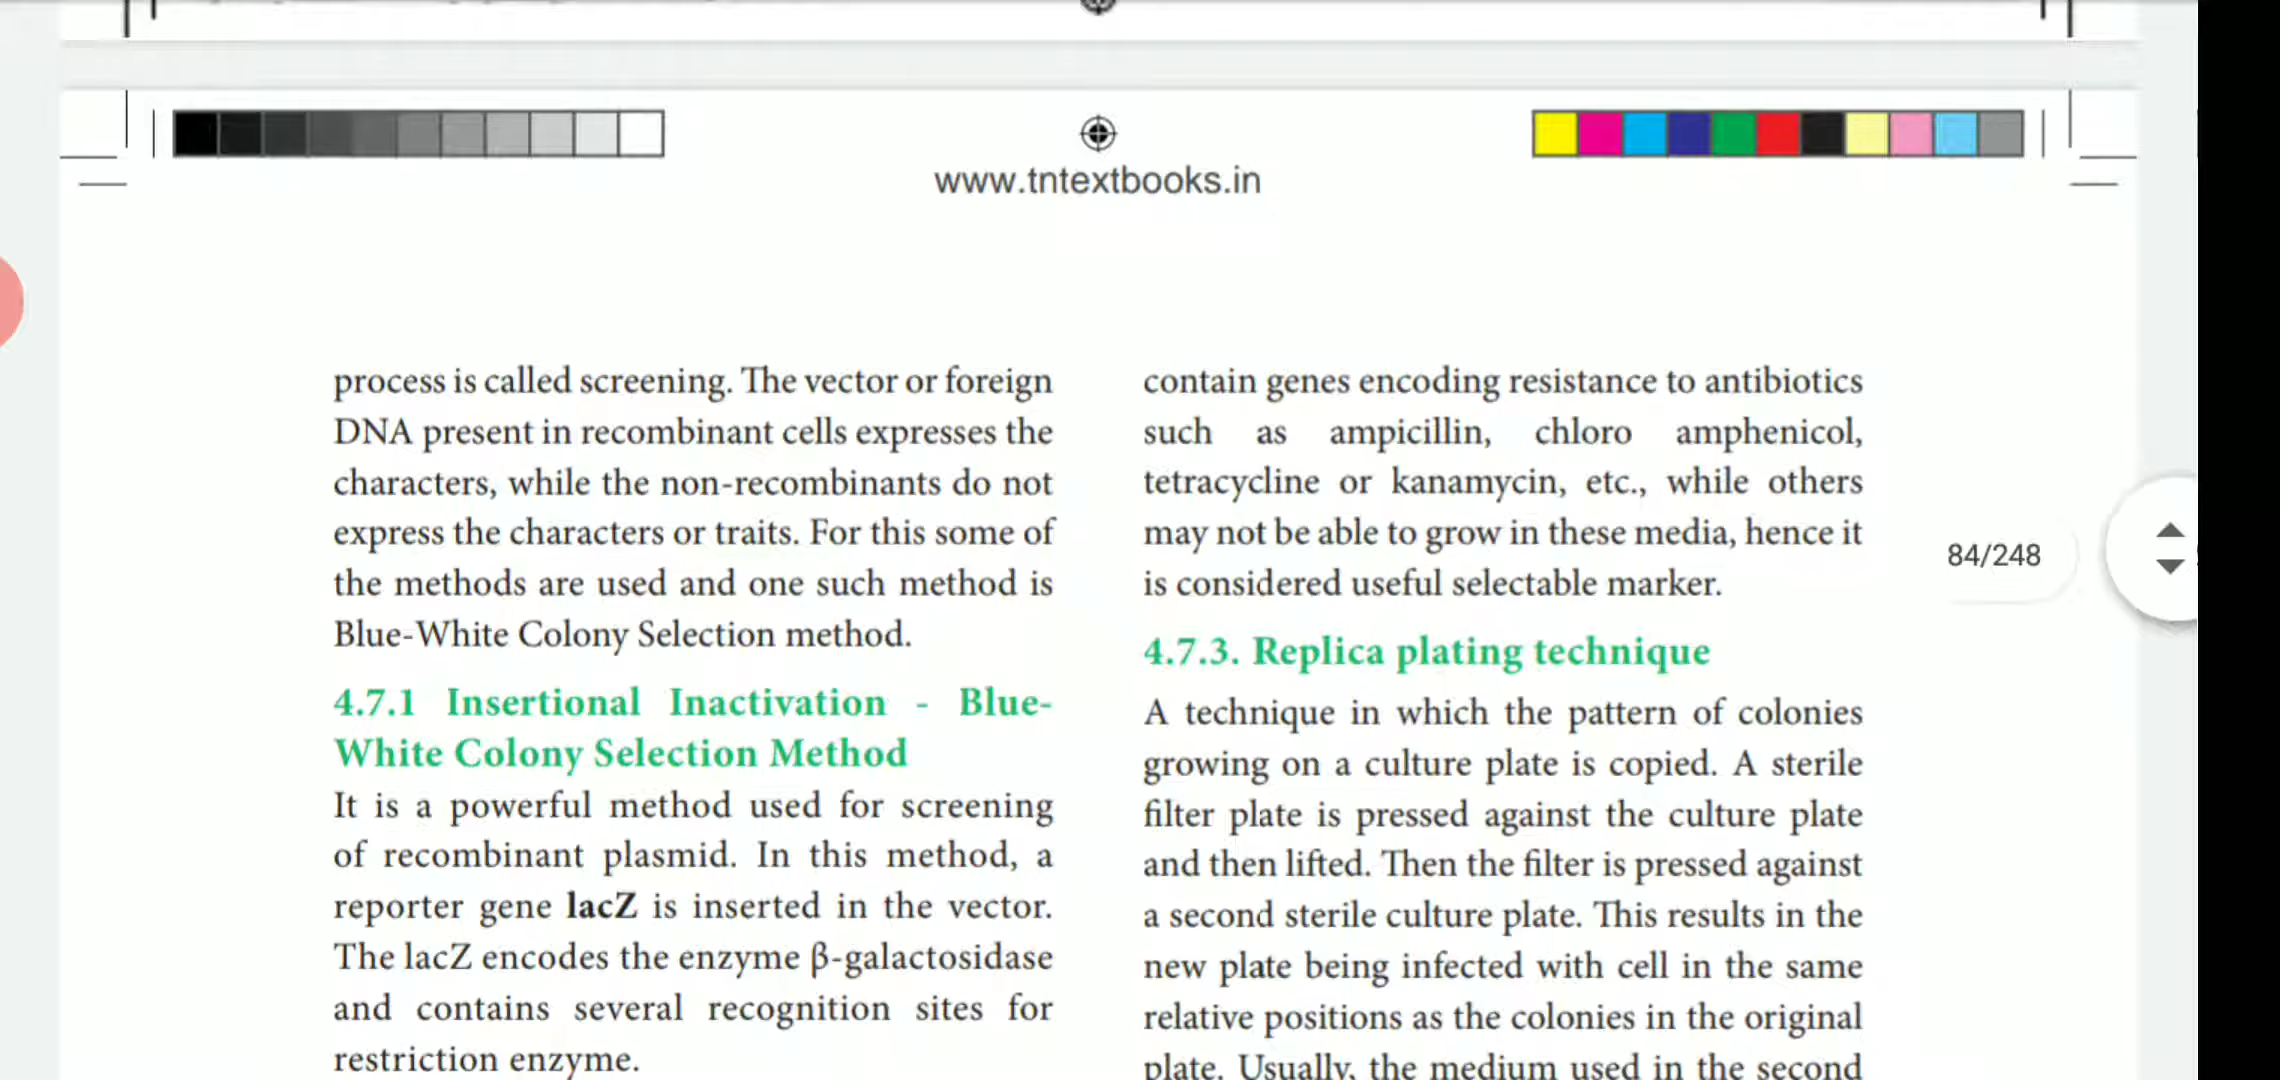 www.tntextbooks.in
process is called screening. The vector or foreign
DNA present in recombinant cells expresses the
characters, while the non-recombinants do not
express the characters or traits. For this some of
the methods are used and one such method is
Blue-White Colony Selection method.
4.7.1 Insertional Inactivation - Blue-
White Colony Selection Method
It is a powerful method used for screening
of recombinant plasmid. In this method, a
reporter gene lacZ is inserted in the vector.
The lacZ encodes the enzyme β-galactosidase
and contains several recognition sites for
restriction enzyme.
contain genes encoding resistance to antibiotics
such as ampicillin, chloro amphenicol,
tetracycline or kanamycin, etc., while others
may not be able to grow in these media, hence it
is considered useful selectable marker.
4.7.3. Replica plating technique
A technique in which the pattern of colonies
growing on a culture plate is copied. A sterile
filter plate is pressed against the culture plate
and then lifted. Then the filter is pressed against
a second sterile culture plate. This results in the
new plate being infected with cell in the same
relative positions as the colonies in the original
plate. Usually, the medium used in the second
84/248